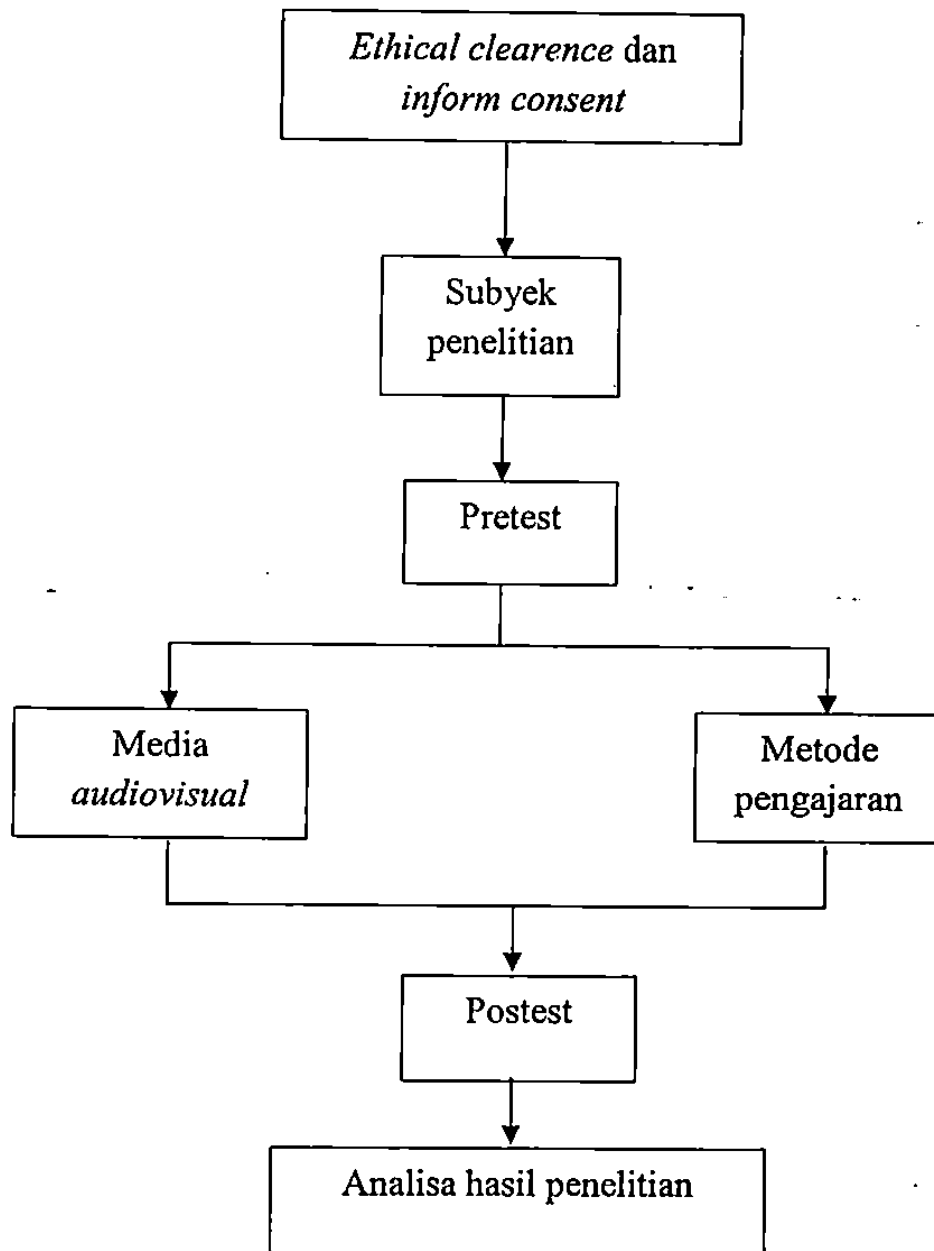 Ethical clearence dan
inform consent
Subyek
penelitian
Pretest
Media
audiovisual
Metode
pengajaran
Postest
Analisa hasil penelitian